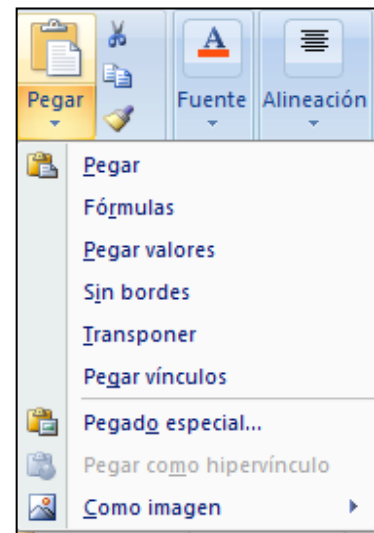 Pegar
Fuente
Alineación
Pegar
Fórmulas
Pegar valores
Sin bordes
Transponer
Pegar vínculos
Pegado especial...
Pegar como hipervínculo
Como imagen